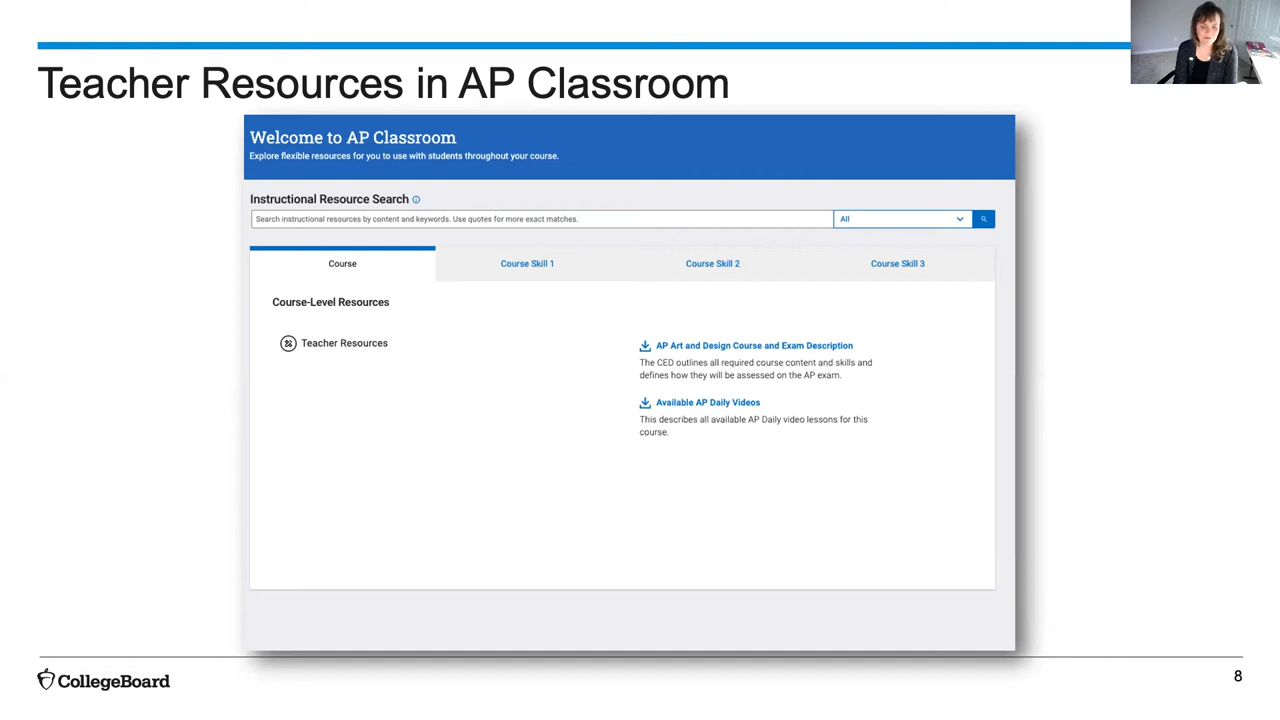 Teacher Resources in AP Classroom
Welcome to AP Classroom
Explore flexible resources for you to use with students throughout your course.
Instructional Resource Search
Search instructional resources by content and keywords. Use quotes for more exact matches.
All
Course
Course Skill 1
Course Skill 2
Course Skill 3
Course-Level Resources
Teacher Resources
AP Art and Design Course and Exam Description
The CED outlines all required course content and skills and
defines how they will be assessed on the AP exam.
Available AP Daily Videos
This describes all available AP Daily video lessons for this
course.
CollegeBoard
8